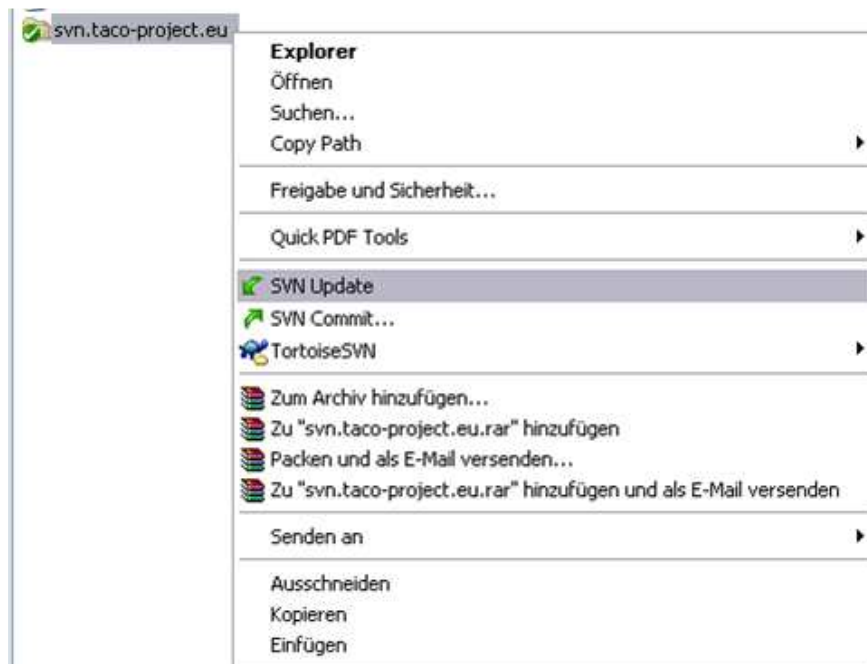 svn.taco-project.eu
Explorer
Öffnen
Suchen...
Copy Path
Freigabe und Sicherheit...
Quick PDF Tools
SVN Update
SVN Commit...
TortoiseSVN
Zum Archiv hinzufügen...
Zu "svn.taco-project.eu.rar" hinzufügen
Packen und als E-Mail versenden...
Zu "svn.taco-project.eu.rar" hinzufügen und als E-Mail versenden
Senden an
Ausschneiden
Kopieren
Einfügen